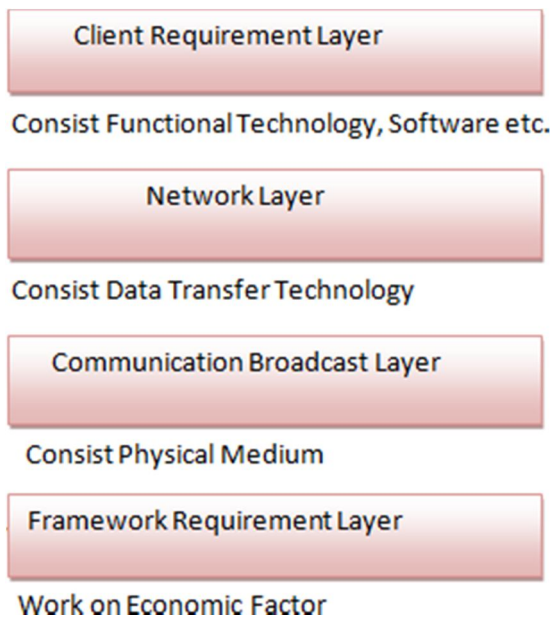 Client Requirement Layer
Consist Functional Technology, Software etc.
Network Layer
Consist Data Transfer Technology
Communication Broadcast Layer
Consist Physical Medium
Framework Requirement Layer
Work on Economic Factor